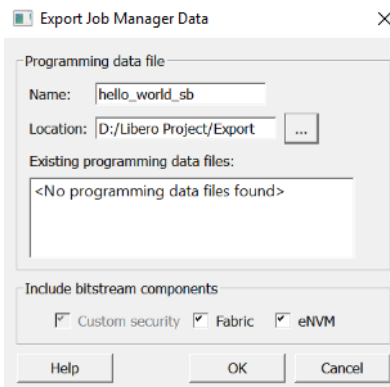 Export Job Manager Data
Programming data file
Name: hello_world_sb
Location: D:/Libero Project/Export ...
Existing programming data files:
<No programming data files found>
Include bitstream components
Custom security Fabric eNVM
Help OK Cancel